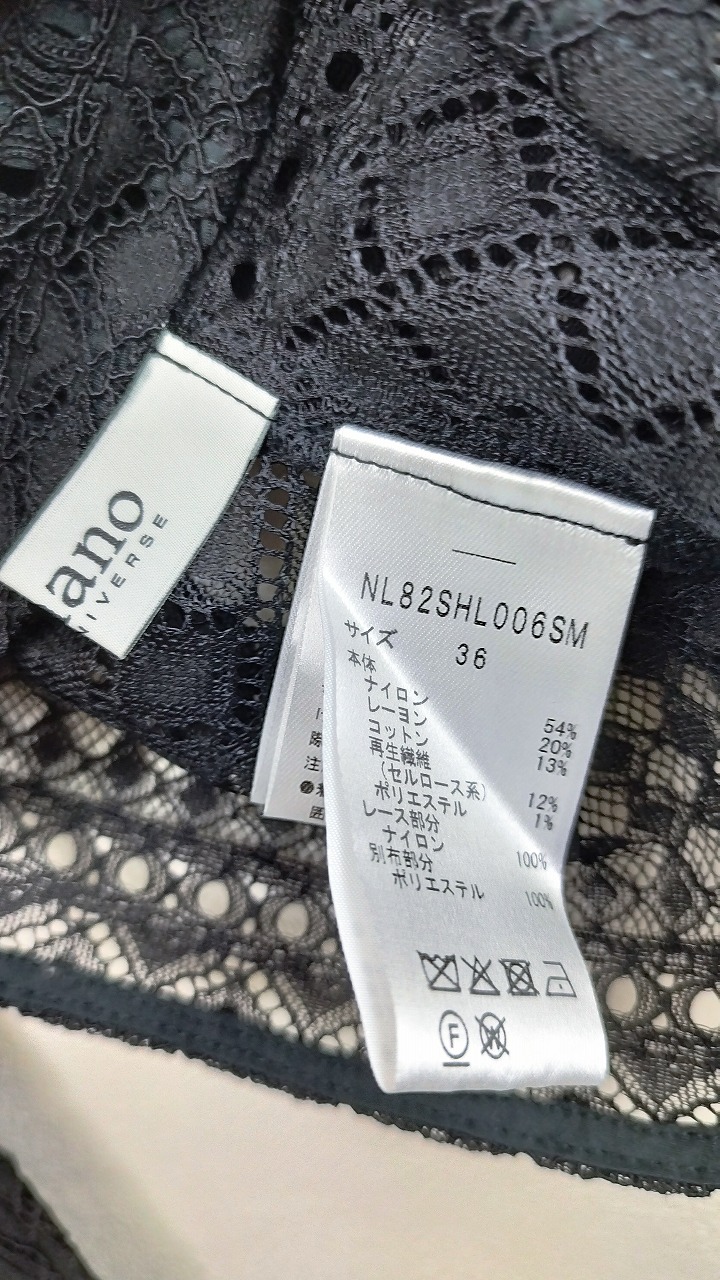 ano
NIVERSE
NL82SHL006SM
サイズ 36
本体
ナイロン 54%
レーヨン 20%
コットン 13%
再生繊維
(セルロース系) 12%
ポリエステル 1%
レース部分
ナイロン 100%
別布部分
ポリエステル 100%
F
W